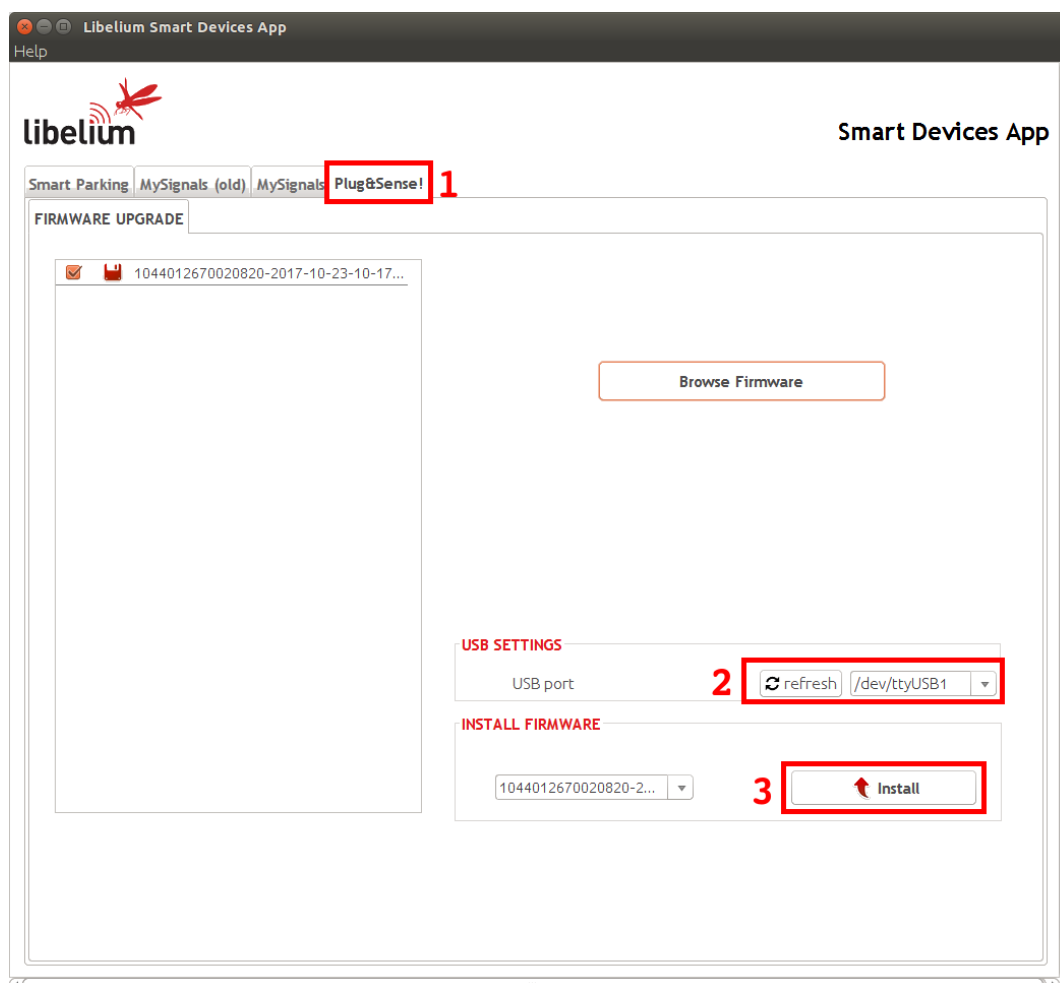 Libelium Smart Devices App
Help
libelium
Smart Devices App
Smart Parking MySignals (old) MySignals Plug&Sense! 1
FIRMWARE UPGRADE
1044012670020820-2017-10-23-10-17...
Browse Firmware
USB SETTINGS
USB port 2 refresh /dev/ttyUSB1
INSTALL FIRMWARE
1044012670020820-2... 3 Install